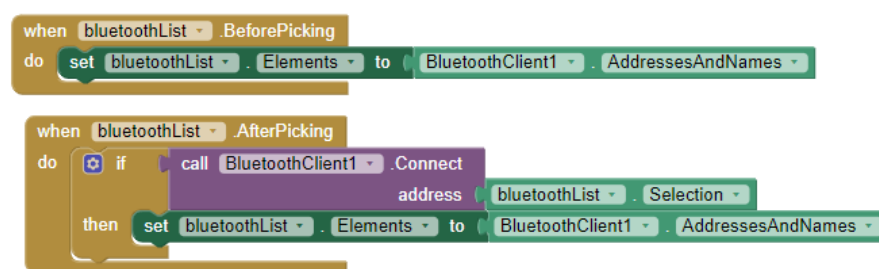 when bluetoothList .BeforePicking
do set bluetoothList . Elements to BluetoothClient1 . AddressesAndNames
when bluetoothList .AfterPicking
do if call BluetoothClient1 .Connect
address bluetoothList . Selection
then set bluetoothList . Elements to BluetoothClient1 . AddressesAndNames